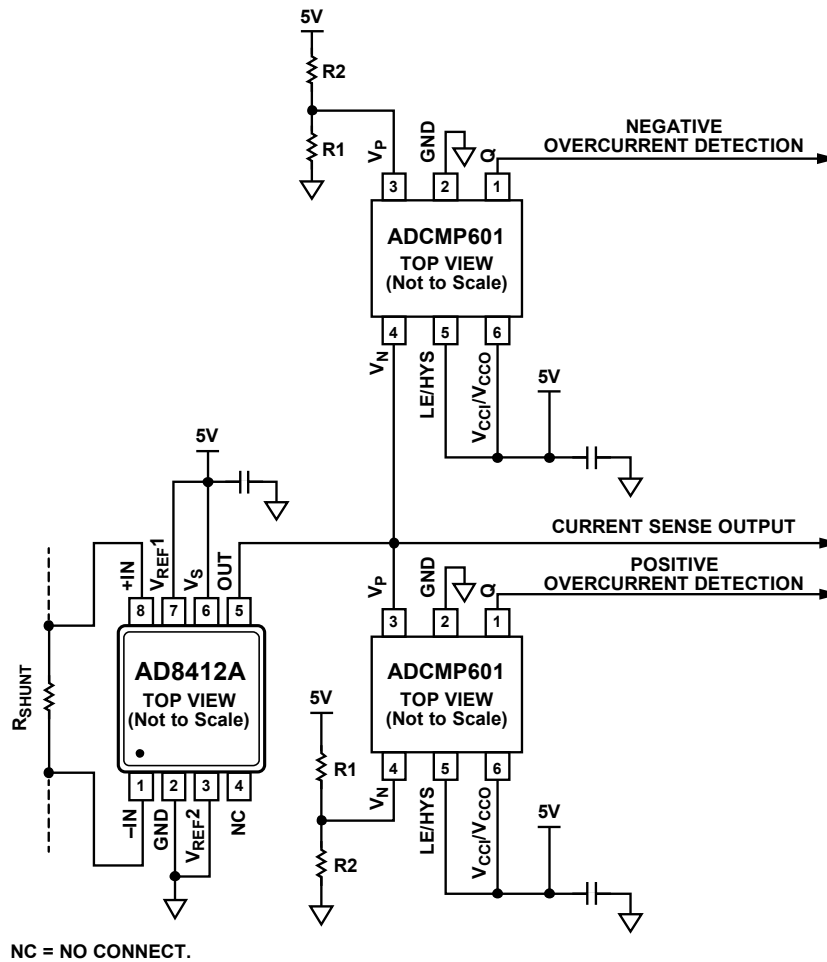 5V
R2
R1
VP
GND
Q
NEGATIVE
OVERCURRENT DETECTION
3
2
1
ADCMP601
TOP VIEW
(Not to Scale)
4
5
6
VN
LE/HYS
VCCI/VCCO
5V
5V
CURRENT SENSE OUTPUT
+IN
VREF1
VS
OUT
8
7
6
5
RSHUNT
AD8412A
TOP VIEW
(Not to Scale)
1
2
3
4
–IN
GND
VREF2
NC
POSITIVE
OVERCURRENT DETECTION
VP
GND
Q
3
2
1
ADCMP601
TOP VIEW
(Not to Scale)
4
5
6
5V
R1
R2
VN
LE/HYS
VCCI/VCCO
5V
NC = NO CONNECT.